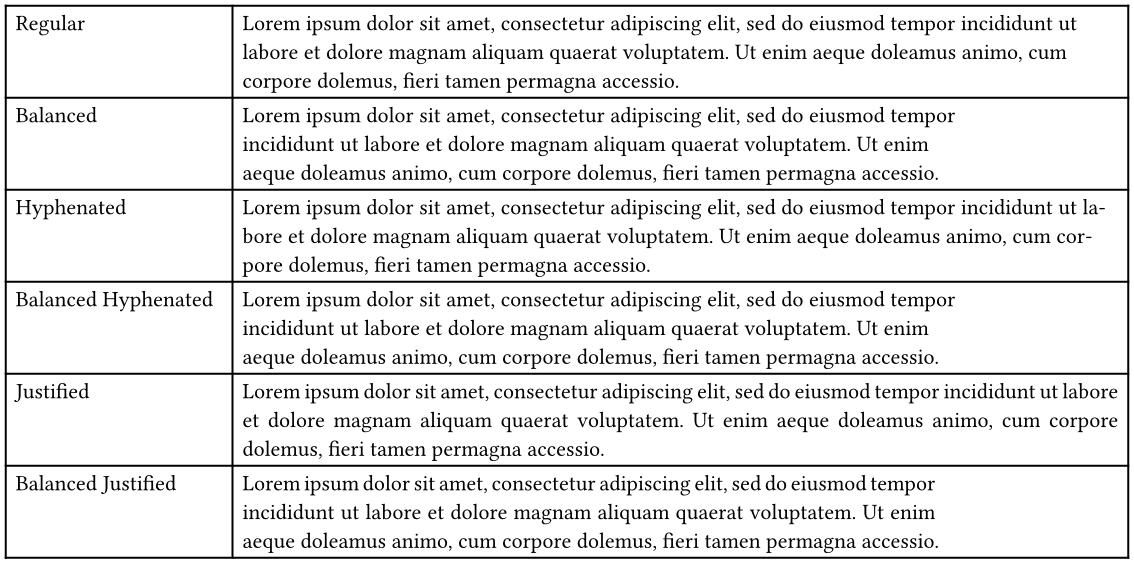 Regular
Lorem ipsum dolor sit amet, consectetur adipiscing elit, sed do eiusmod tempor incididunt ut
labore et dolore magnam aliquam quaerat voluptatem. Ut enim aeque doleamus animo, cum
corpore dolemus, fieri tamen permagna accessio.
Balanced
Lorem ipsum dolor sit amet, consectetur adipiscing elit, sed do eiusmod tempor
incididunt ut labore et dolore magnam aliquam quaerat voluptatem. Ut enim
aeque doleamus animo, cum corpore dolemus, fieri tamen permagna accessio.
Hyphenated
Lorem ipsum dolor sit amet, consectetur adipiscing elit, sed do eiusmod tempor incididunt ut la-
bore et dolore magnam aliquam quaerat voluptatem. Ut enim aeque doleamus animo, cum cor-
pore dolemus, fieri tamen permagna accessio.
Balanced Hyphenated
Lorem ipsum dolor sit amet, consectetur adipiscing elit, sed do eiusmod tempor
incididunt ut labore et dolore magnam aliquam quaerat voluptatem. Ut enim
aeque doleamus animo, cum corpore dolemus, fieri tamen permagna accessio.
Justified
Lorem ipsum dolor sit amet, consectetur adipiscing elit, sed do eiusmod tempor incididunt ut labore
et dolore magnam aliquam quaerat voluptatem. Ut enim aeque doleamus animo, cum corpore
dolemus, fieri tamen permagna accessio.
Balanced Justified
Lorem ipsum dolor sit amet, consectetur adipiscing elit, sed do eiusmod tempor
incididunt ut labore et dolore magnam aliquam quaerat voluptatem. Ut enim
aeque doleamus animo, cum corpore dolemus, fieri tamen permagna accessio.